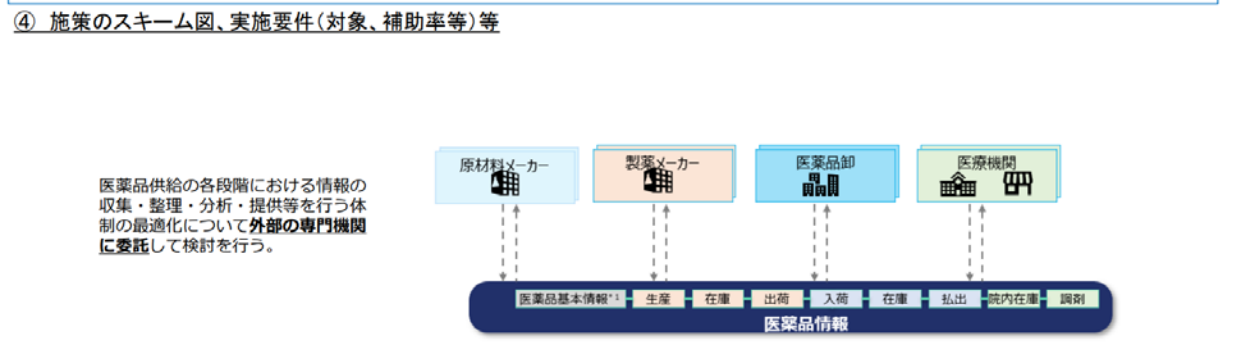 ④ 施策のスキーム図、実施要件(対象、補助率等)等
原材料メーカー
製薬メーカー
医薬品卸
医療機関
医薬品供給の各段階における情報の
収集・整理・分析・提供等を行う体
制の最適化について外部の専門機関
に委託して検討を行う。
医薬品基本情報*1
生産
在庫
出荷
入荷
在庫
払出
院内在庫
調剤
医薬品情報